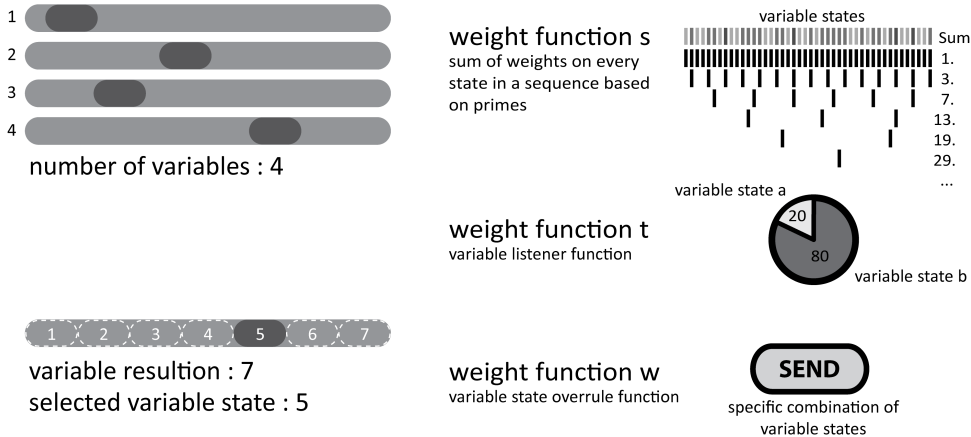 1
2
3
4
number of variables : 4
1 2 3 4 5 6 7
variable resultion : 7
selected variable state : 5
weight function s
sum of weights on every
state in a sequence based
on primes
variable states
Sum
1.
3.
7.
13.
19.
29.
...
weight function t
variable listener function
variable state a
20
80
variable state b
weight function w
variable state overrule function
SEND
specific combination of
variable states